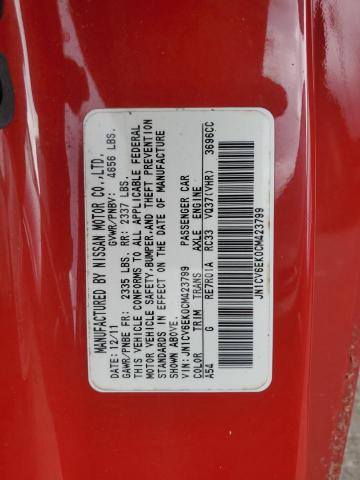 MANUFACTURED BY NISSAN MOTOR CO.,LTD.
DATE: 12/11 GVWR/PNBV: 4656 LBS.
GAWR/PNBE FR: 2335 LBS. RR: 2337 LBS.
THIS VEHICLE CONFORMS TO ALL APPLICABLE FEDERAL
MOTOR VEHICLE SAFETY,BUMPER,AND THEFT PREVENTION
STANDARDS IN EFFECT ON THE DATE OF MANUFACTURE
SHOWN ABOVE.
VIN: JN1CV6EK0CM423799 PASSENGER CAR
COLOR TRIM TRANS AXLE ENGINE
A54 G RE7R01A RC33 VQ37(VHR) 3696CC
JN1CV6EK0CM423799